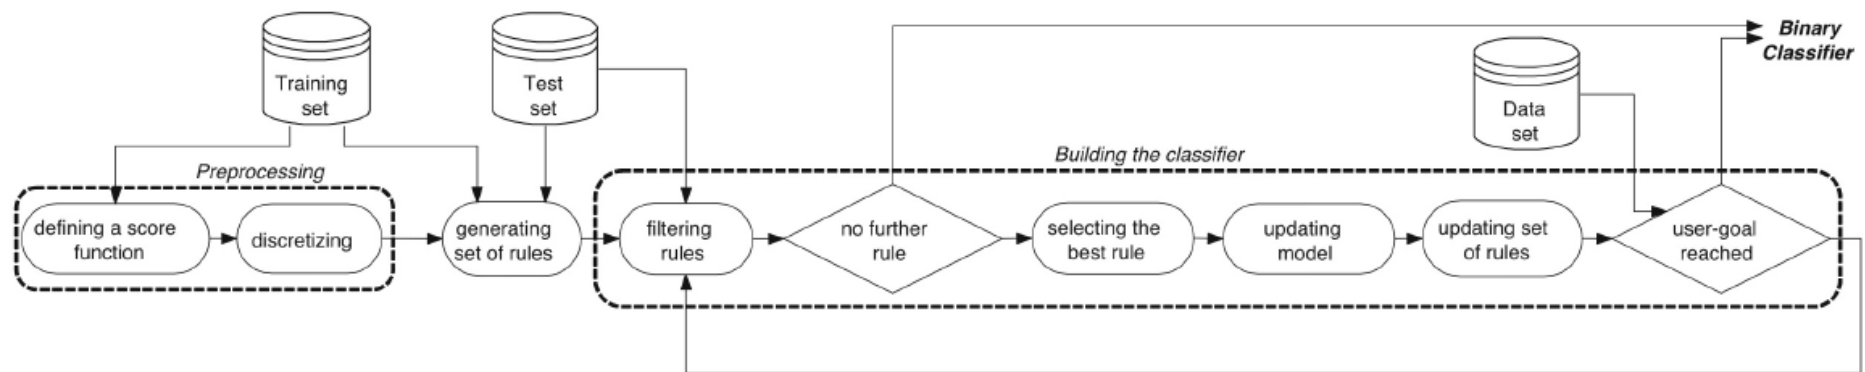 Training
set
Test
set
Binary
Classifier
Data
set
Preprocessing
Building the classifier
defining a score
function
discretizing
generating
set of rules
filtering
rules
no further
rule
selecting the
best rule
updating
model
updating set
of rules
user-goal
reached